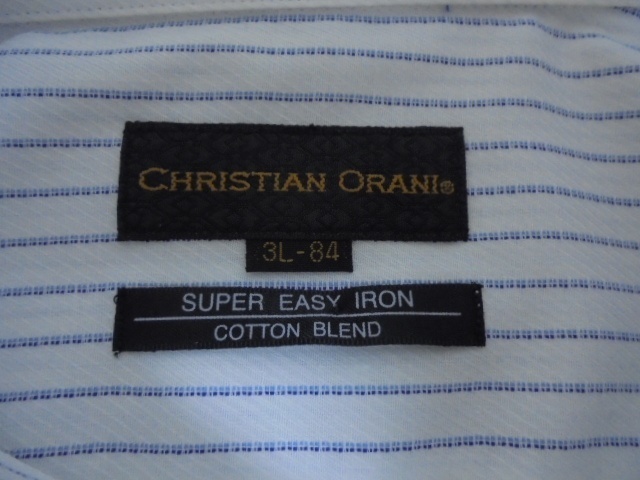 CHRISTIAN ORANI®
3L-84
SUPER EASY IRON
COTTON BLEND